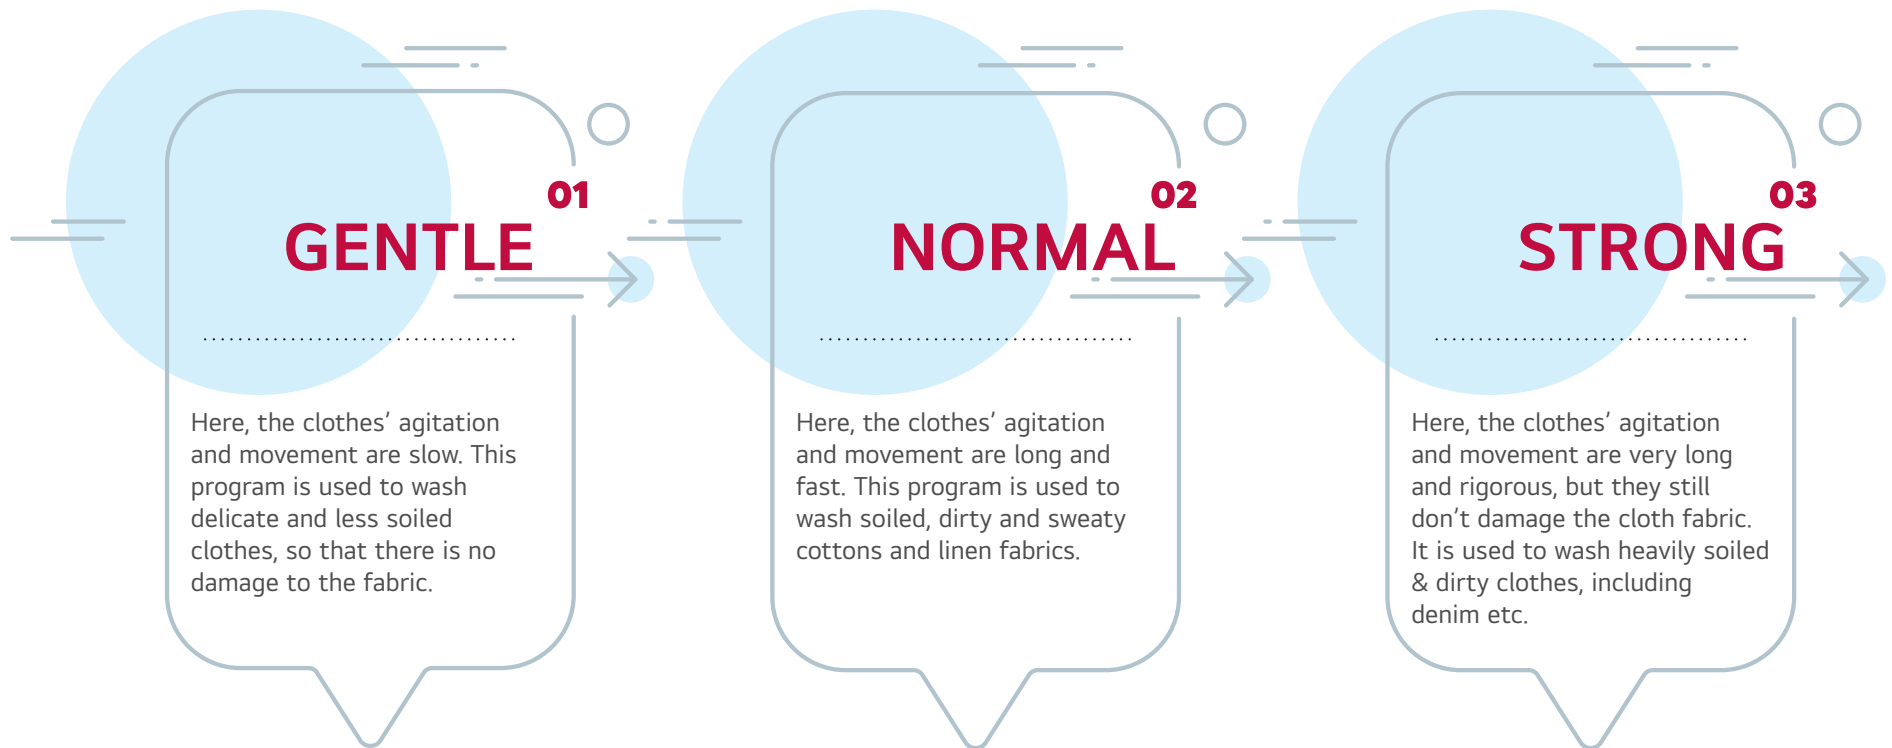 01
GENTLE
Here, the clothes’ agitation
and movement are slow. This
program is used to wash
delicate and less soiled
clothes, so that there is no
damage to the fabric.
02
NORMAL
Here, the clothes’ agitation
and movement are long and
fast. This program is used to
wash soiled, dirty and sweaty
cottons and linen fabrics.
03
STRONG
Here, the clothes’ agitation
and movement are very long
and rigorous, but they still
don’t damage the cloth fabric.
It is used to wash heavily soiled
& dirty clothes, including
denim etc.